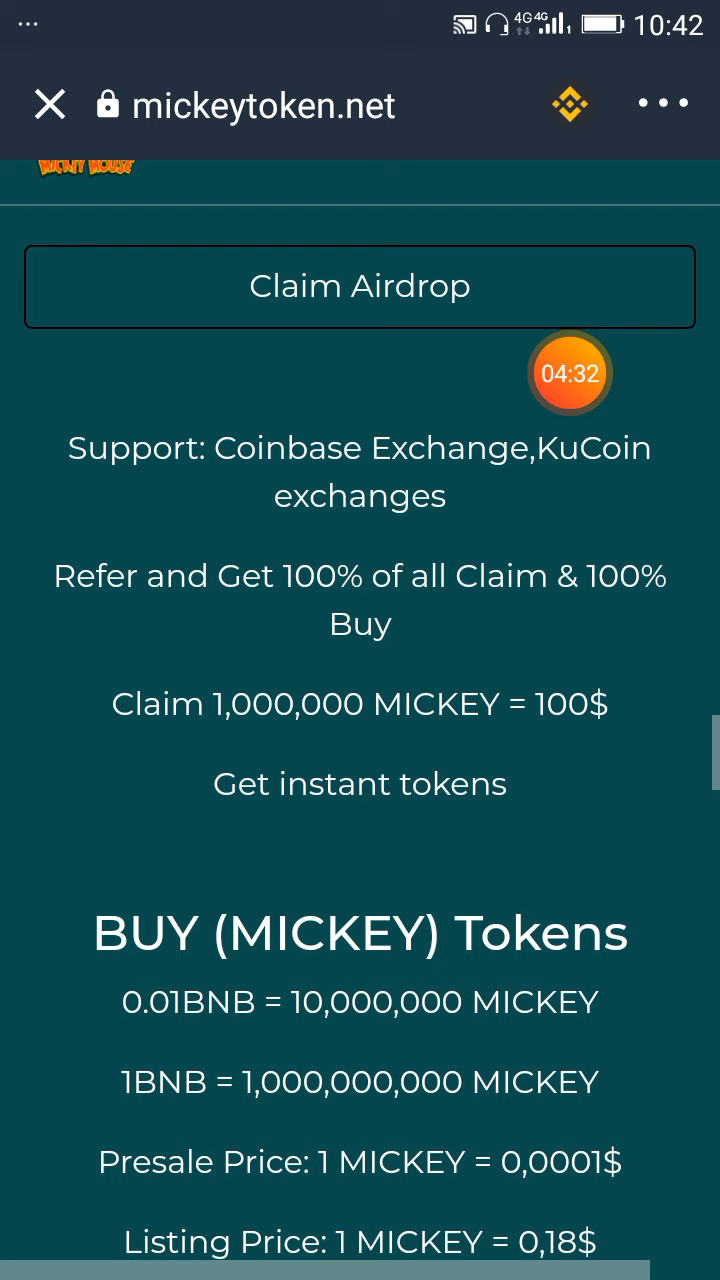 10:42
mickeytoken.net
MICKEY MOUSE
Claim Airdrop
04:32
Support: Coinbase Exchange,KuCoin
exchanges
Refer and Get 100% of all Claim & 100%
Buy
Claim 1,000,000 MICKEY = 100$
Get instant tokens
BUY (MICKEY) Tokens
0.01BNB = 10,000,000 MICKEY
1BNB = 1,000,000,000 MICKEY
Presale Price: 1 MICKEY = 0,0001$
Listing Price: 1 MICKEY = 0,18$